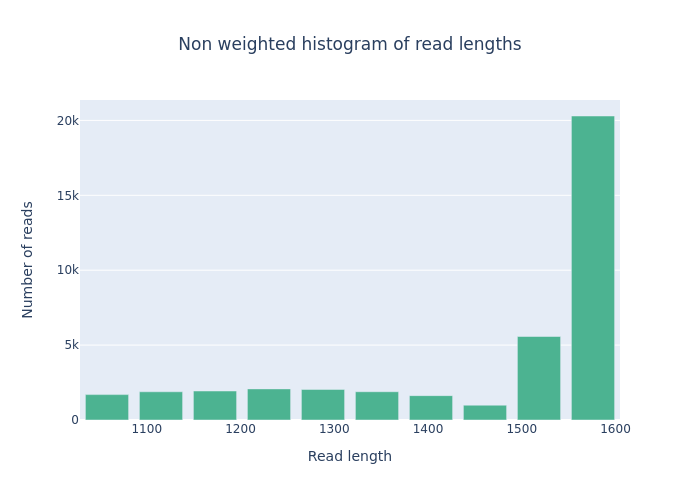 Non weighted histogram of read lengths
Number of reads
20k
15k
10k
5k
0
1100 1200 1300 1400 1500 1600
Read length